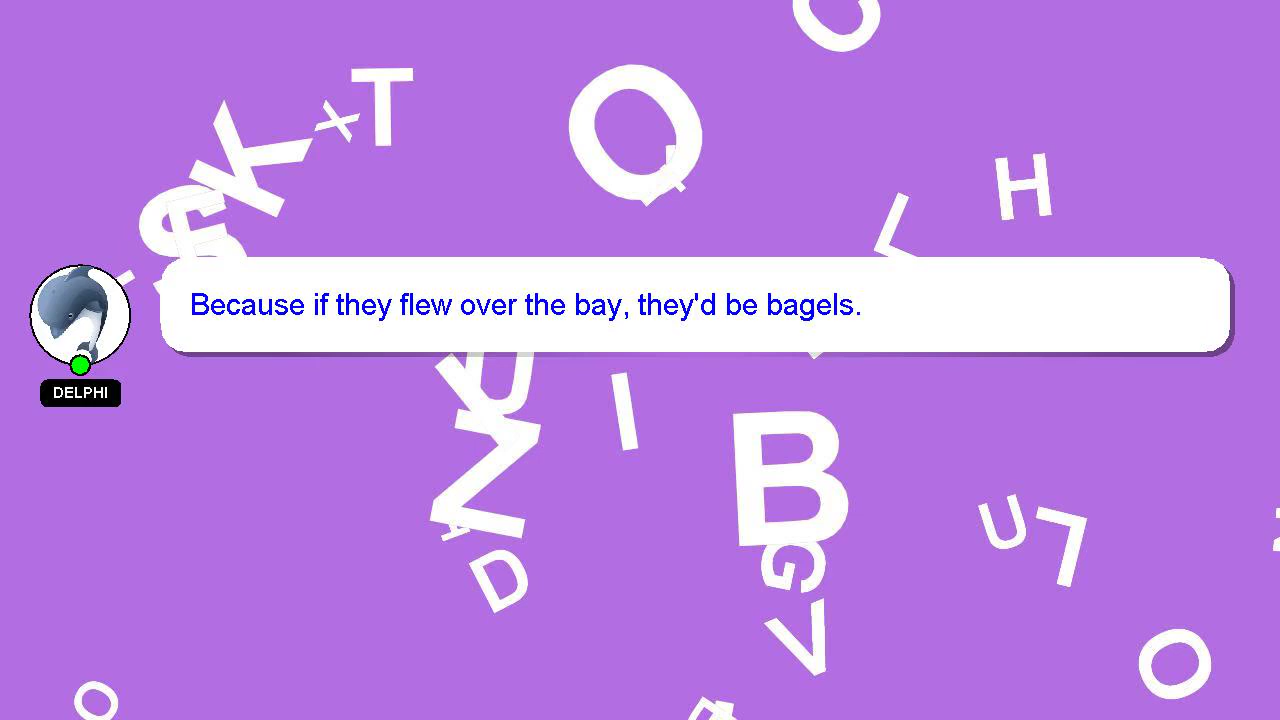 C
T
X
K
O
H
S
E
L
Because if they flew over the bay, they'd be bagels.
DELPHI
I
B
Z
U
L
G
D
V
O
O